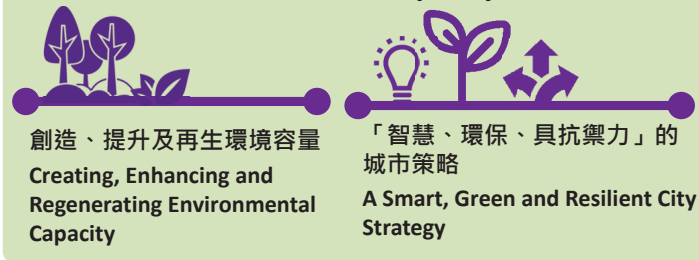 創造、提升及再生環境容量
Creating, Enhancing and
Regenerating Environmental
Capacity
「智慧、環保、具抗禦力」的
城市策略
A Smart, Green and Resilient City
Strategy